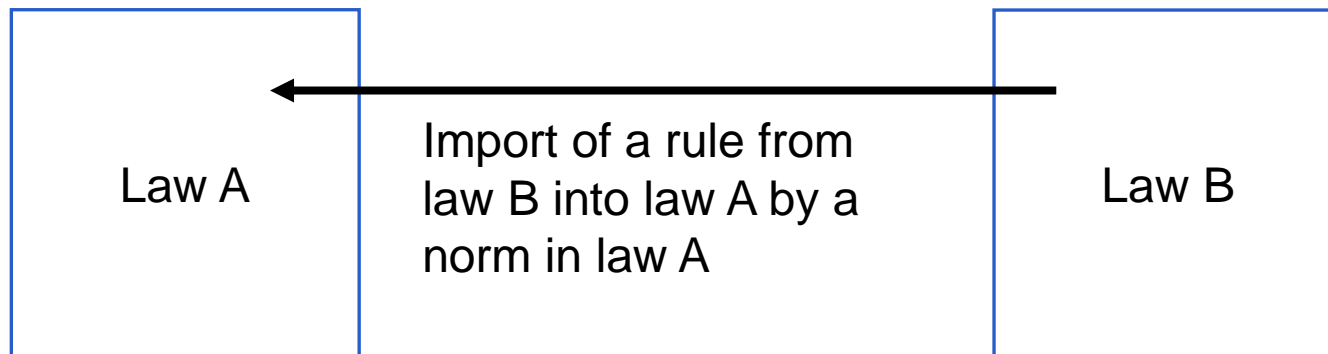 Law A
Import of a rule from
law B into law A by a
norm in law A
Law B